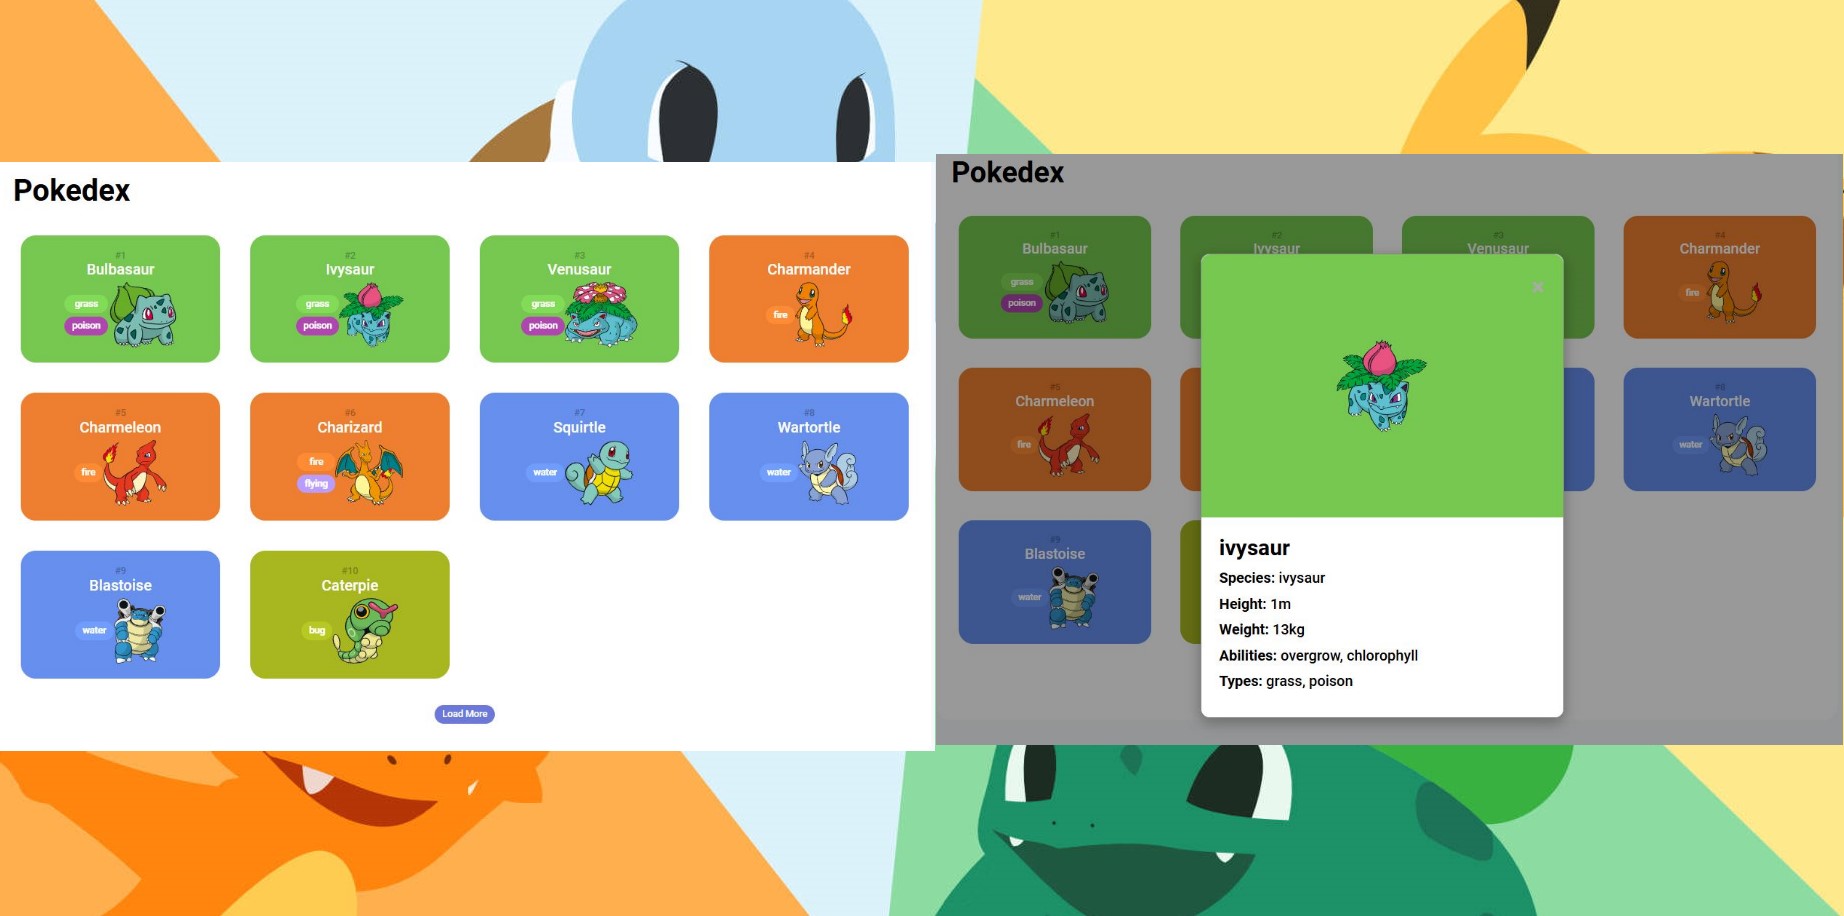 Pokedex
#1
Bulbasaur
grass
poison
#2
Ivysaur
grass
poison
#3
Venusaur
grass
poison
#4
Charmander
fire
#5
Charmeleon
fire
#6
Charizard
fire
flying
#7
Squirtle
water
#8
Wartortle
water
#9
Blastoise
water
#10
Caterpie
bug
Load More
Pokedex
#1
Bulbasaur
grass
poison
#2
Ivysaur
#3
Venusaur
#4
Charmander
fire
#5
Charmeleon
fire
#8
Wartortle
water
#9
Blastoise
water
×
ivysaur
Species: ivysaur
Height: 1m
Weight: 13kg
Abilities: overgrow, chlorophyll
Types: grass, poison